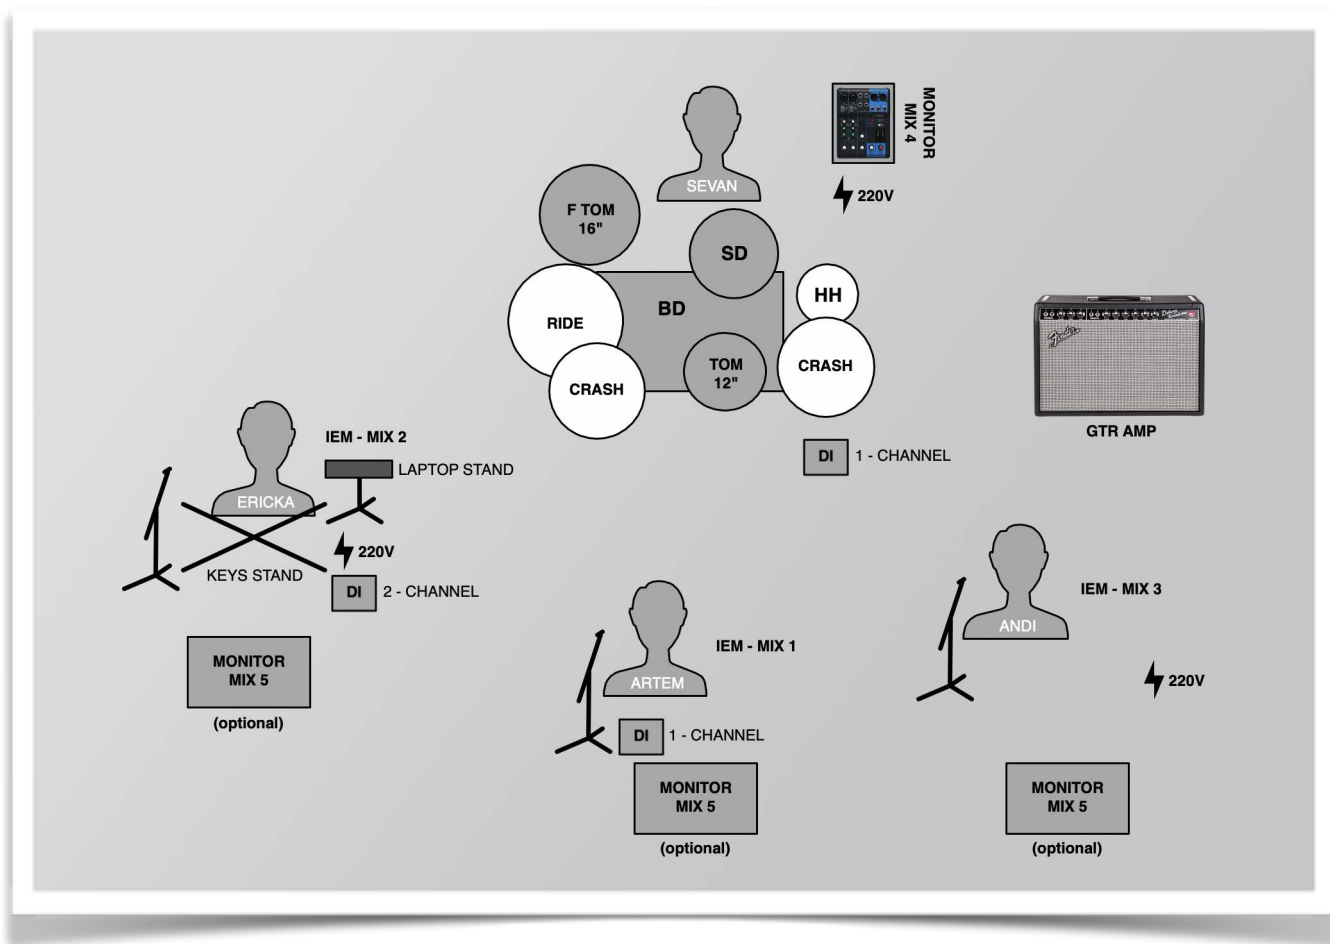 MONITOR
MIX 4
SEVAN
220V
F TOM
16"
SD
BD
HH
RIDE
TOM
12"
CRASH
CRASH
Fender
GTR AMP
DI
1 - CHANNEL
IEM - MIX 2
LAPTOP STAND
ERICKA
220V
KEYS STAND
DI
2 - CHANNEL
MONITOR
MIX 5
(optional)
IEM - MIX 1
ARTEM
DI
1 - CHANNEL
MONITOR
MIX 5
(optional)
IEM - MIX 3
ANDI
220V
MONITOR
MIX 5
(optional)